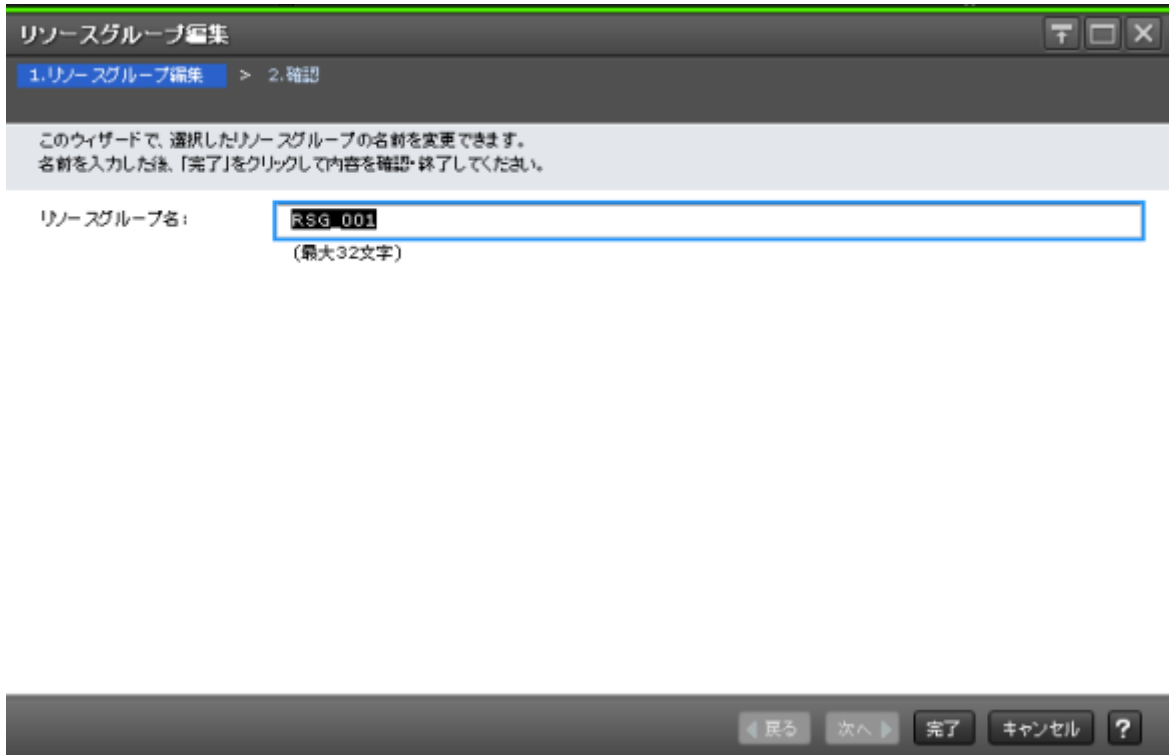 リソースグループ編集
1.リソースグループ編集 > 2.確認
このウィザードで、選択したリソースグループの名前を変更できます。
名前を入力した後、「完了」をクリックして内容を確認・終了してください。
リソースグループ名: RSG_001
(最大32文字)
戻る 次へ 完了 キャンセル ?